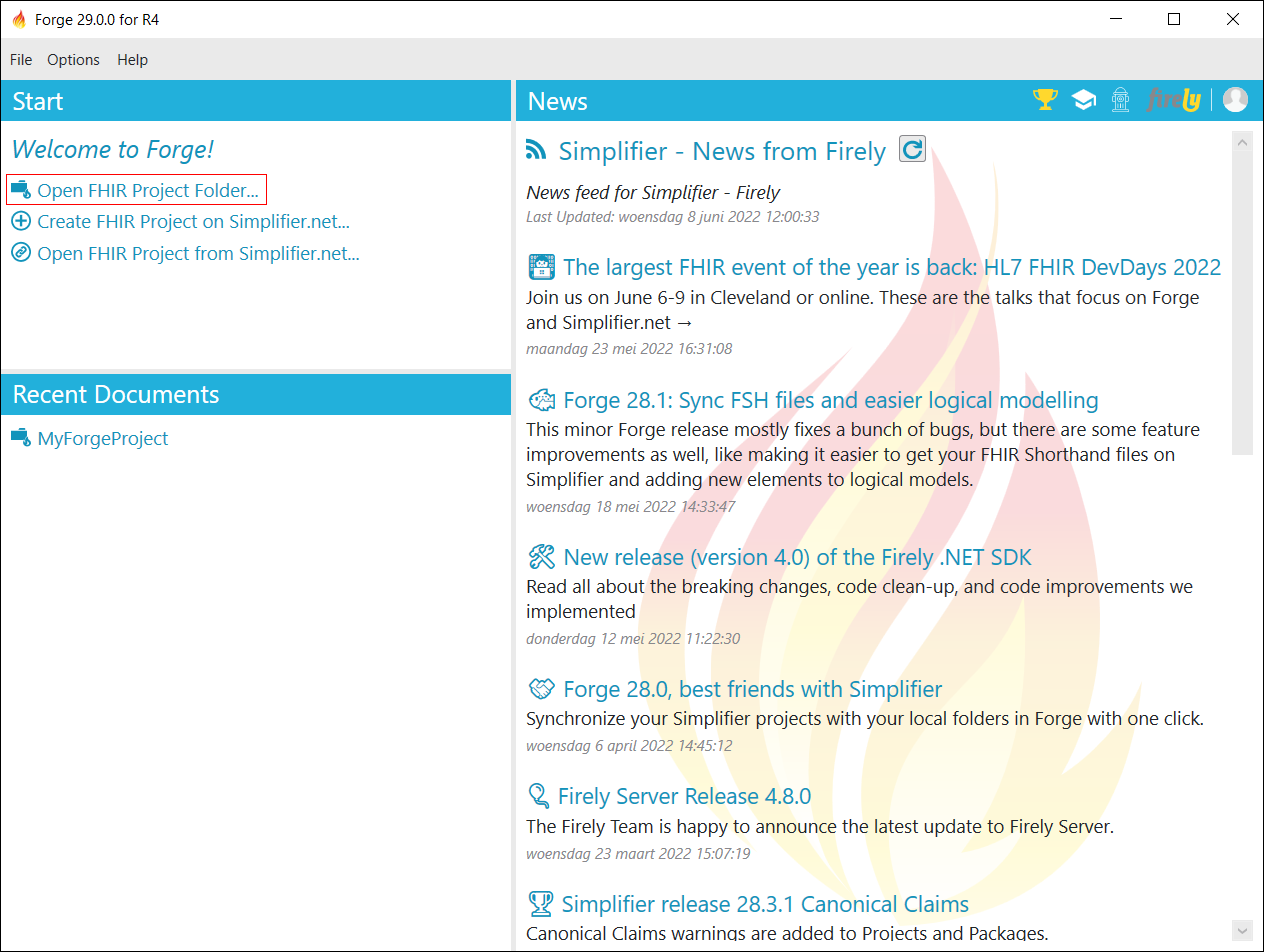 Forge 29.0.0 for R4
File Options Help
Start
Welcome to Forge!
Open FHIR Project Folder...
Create FHIR Project on Simplifier.net...
Open FHIR Project from Simplifier.net...
Recent Documents
MyForgeProject
News
firely
Simplifier - News from Firely
News feed for Simplifier - Firely
Last Updated: woensdag 8 juni 2022 12:00:33
The largest FHIR event of the year is back: HL7 FHIR DevDays 2022
Join us on June 6-9 in Cleveland or online. These are the talks that focus on Forge
and Simplifier.net →
maandag 23 mei 2022 16:31:08
Forge 28.1: Sync FSH files and easier logical modelling
This minor Forge release mostly fixes a bunch of bugs, but there are some feature
improvements as well, like making it easier to get your FHIR Shorthand files on
Simplifier and adding new elements to logical models.
woensdag 18 mei 2022 14:33:47
New release (version 4.0) of the Firely .NET SDK
Read all about the breaking changes, code clean-up, and code improvements we
implemented
donderdag 12 mei 2022 11:22:30
Forge 28.0, best friends with Simplifier
Synchronize your Simplifier projects with your local folders in Forge with one click.
woensdag 6 april 2022 14:45:12
Firely Server Release 4.8.0
The Firely Team is happy to announce the latest update to Firely Server.
woensdag 23 maart 2022 15:07:19
Simplifier release 28.3.1 Canonical Claims
Canonical Claims warnings are added to Projects and Packages.